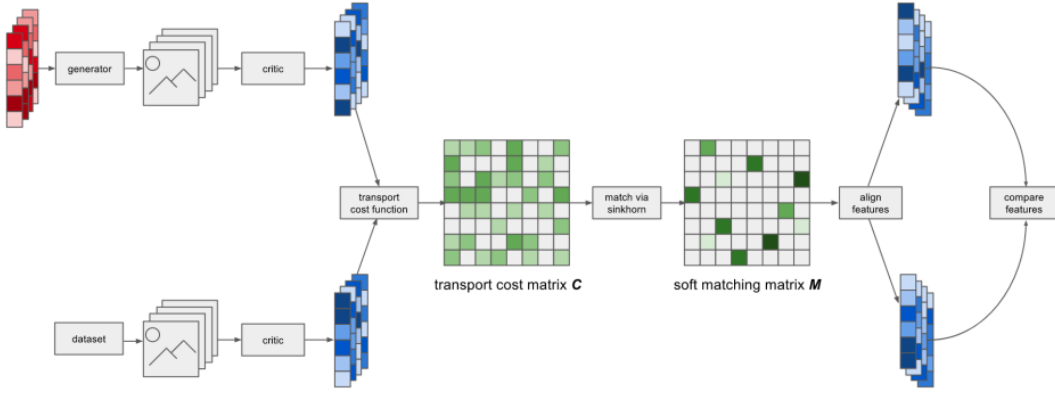 generator
critic
transport
cost function
match via
sinkhorn
align
features
compare
features
transport cost matrix C
soft matching matrix M
dataset
critic